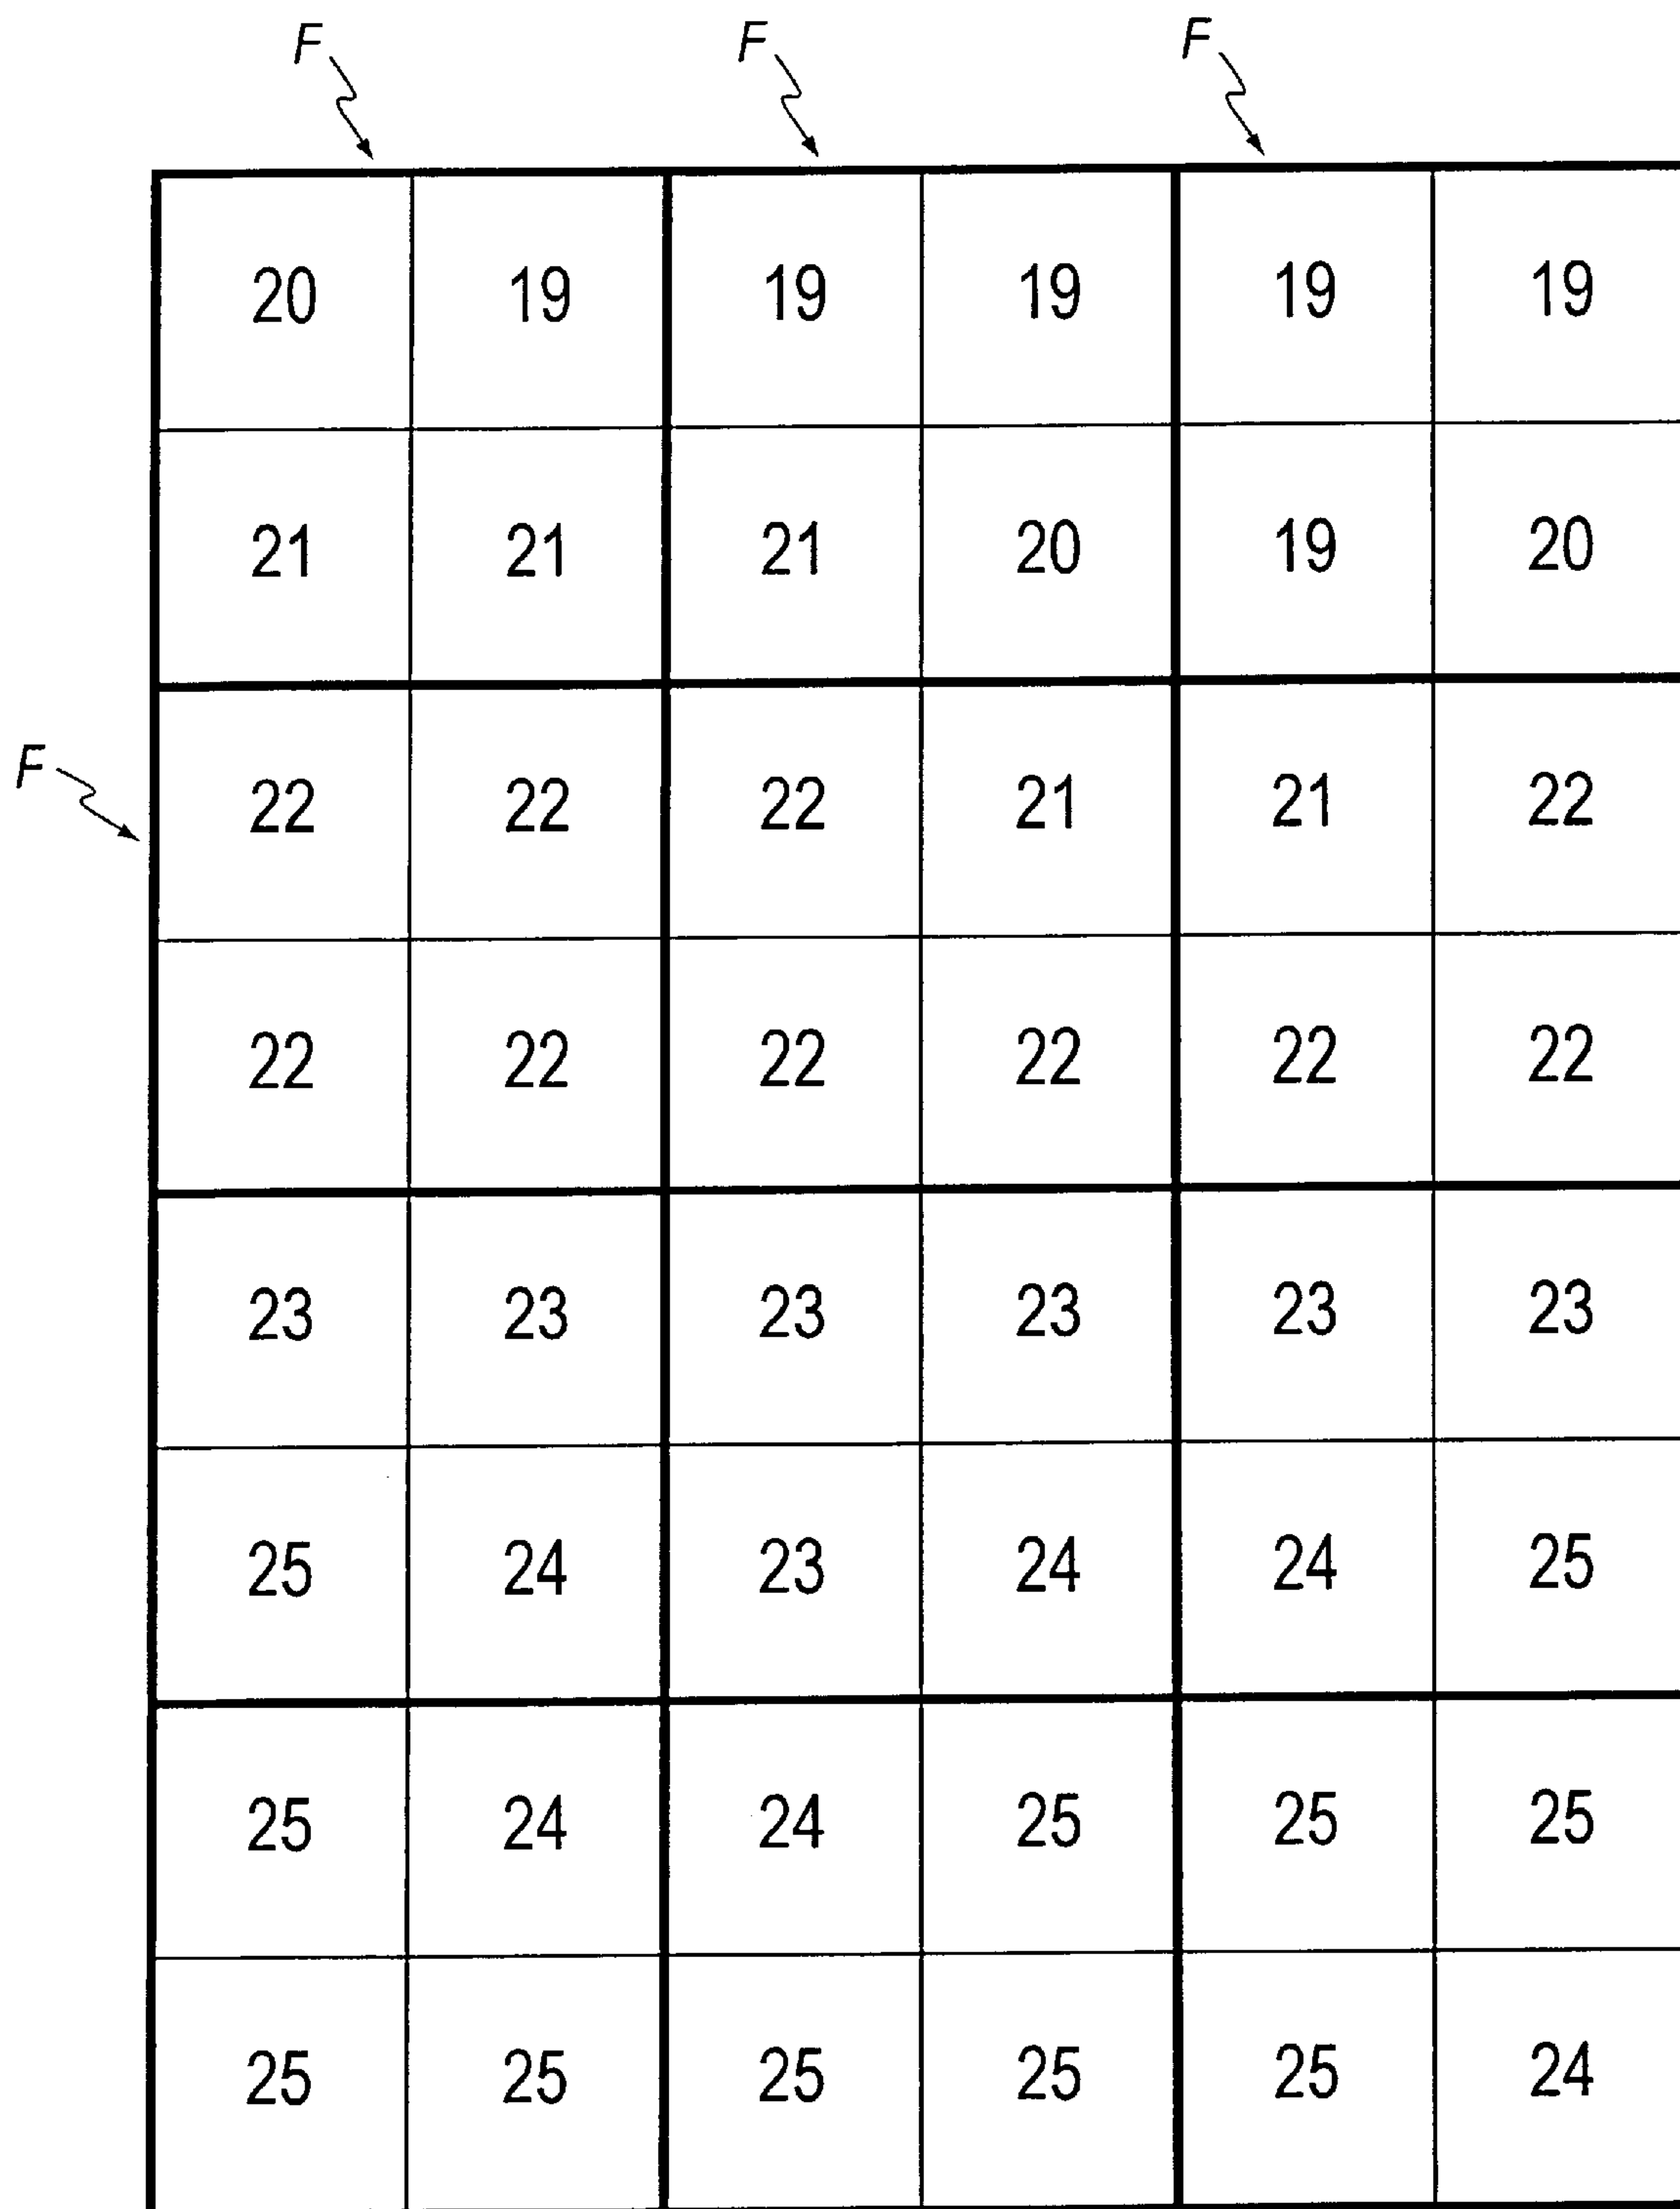 F F F
20 19 19 19 19 19
21 21 21 20 19 20
F
22 22 22 21 21 22
22 22 22 22 22 22
23 23 23 23 23 23
25 24 23 24 24 25
25 24 24 25 25 25
25 25 25 25 25 24